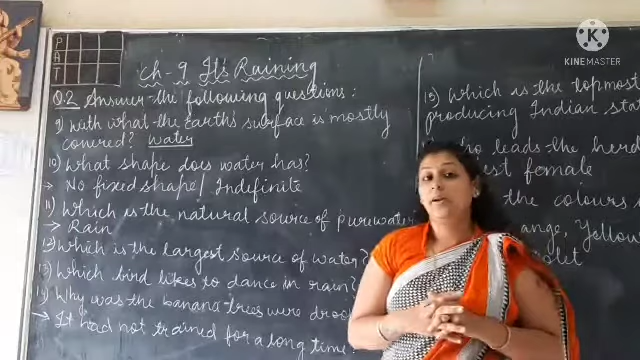 P
A
T
Ch-9 It's Raining
Q.2 Answer the following questions:
9) With what the Earth's surface is mostly
covered? water
10) What shape does water has?
→ No fixed shape/ Indefinite
11) Which is the natural source of pure water
→ Rain
12) Which is the largest source of water?
13) Which bird likes to dance in rain?
14) Why was the banana trees were
→ It had not trained for a long time.
15) Which is the topmost
producing Indian
who leads the herd
female
the colours
ange, Yellow
KINEMASTER